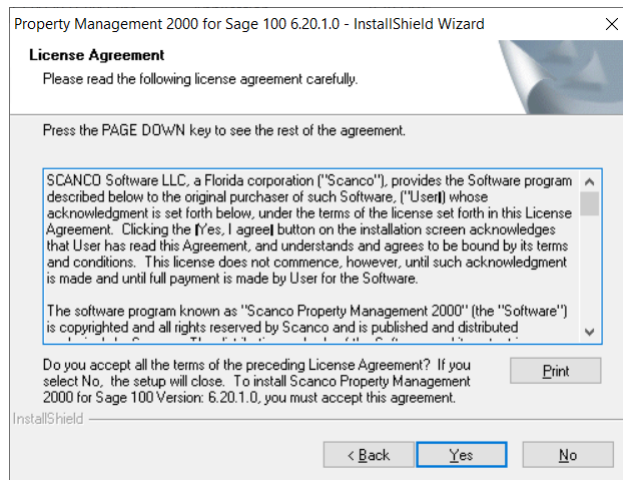 Property Management 2000 for Sage 100 6.20.1.0 - InstallShield Wizard
License Agreement
Please read the following license agreement carefully.
Press the PAGE DOWN key to see the rest of the agreement.
SCANCO Software LLC, a Florida corporation ("Scanco"), provides the Software program
described below to the original purchaser of such Software, ("User‖) whose
acknowledgment is set forth below, under the terms of the license set forth in this License
Agreement.  Clicking the ‖Yes, I agree‖ button on the installation screen acknowledges
that User has read this Agreement, and understands and agrees to be bound by its terms
and conditions.  This license does not commence, however, until such acknowledgment
is made and until full payment is made by User for the Software.
The software program known as "Scanco Property Management 2000" (the "Software")
is copyrighted and all rights reserved by Scanco and is published and distributed
Do you accept all the terms of the preceding License Agreement?  If you
select No,  the setup will close.  To install Scanco Property Management
2000 for Sage 100 Version: 6.20.1.0, you must accept this agreement.
Print
InstallShield
< Back
Yes
No